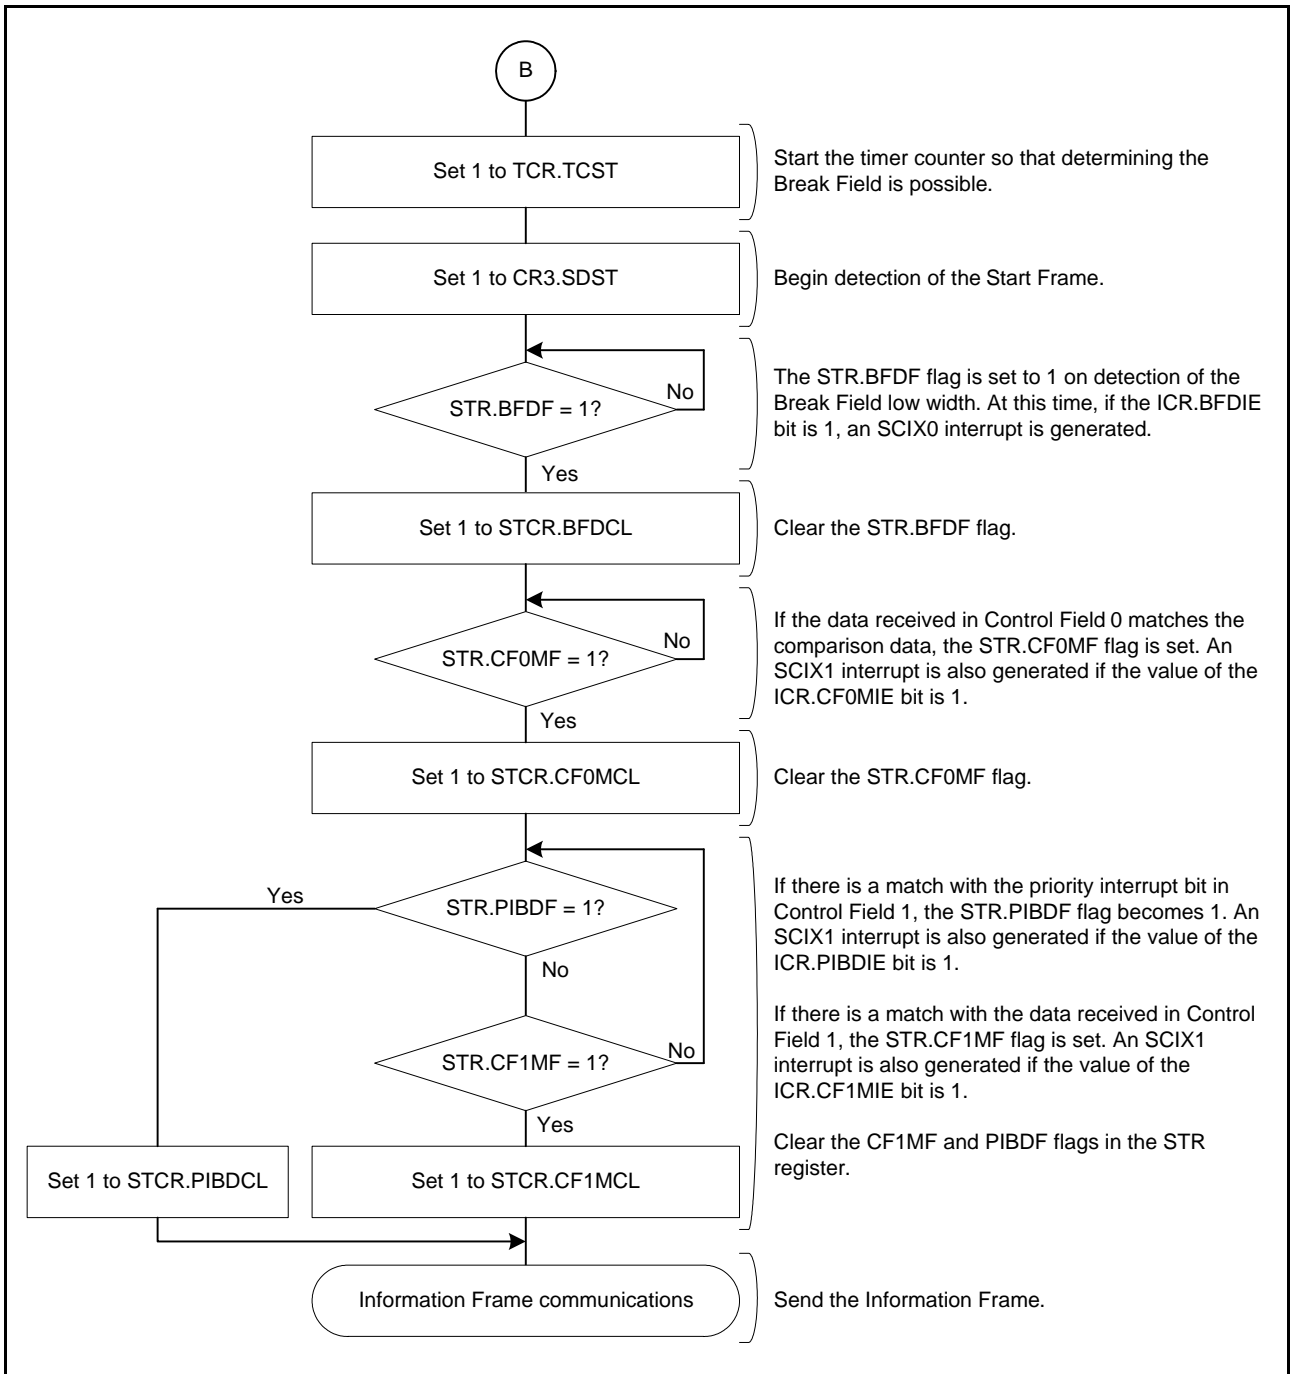 B
Set 1 to TCR.TCST
Start the timer counter so that determining the
Break Field is possible.
Set 1 to CR3.SDST
Begin detection of the Start Frame.
STR.BFDF = 1?
No
Yes
The STR.BFDF flag is set to 1 on detection of the
Break Field low width. At this time, if the ICR.BFDIE
bit is 1, an SCIX0 interrupt is generated.
Set 1 to STCR.BFDCL
Clear the STR.BFDF flag.
STR.CF0MF = 1?
No
Yes
If the data received in Control Field 0 matches the
comparison data, the STR.CF0MF flag is set. An
SCIX1 interrupt is also generated if the value of the
ICR.CF0MIE bit is 1.
Set 1 to STCR.CF0MCL
Clear the STR.CF0MF flag.
Yes
STR.PIBDF = 1?
No
If there is a match with the priority interrupt bit in
Control Field 1, the STR.PIBDF flag becomes 1. An
SCIX1 interrupt is also generated if the value of the
ICR.PIBDIE bit is 1.
STR.CF1MF = 1?
No
Yes
If there is a match with the data received in Control
Field 1, the STR.CF1MF flag is set. An SCIX1
interrupt is also generated if the value of the
ICR.CF1MIE bit is 1.
Set 1 to STCR.PIBDCL
Set 1 to STCR.CF1MCL
Clear the CF1MF and PIBDF flags in the STR
register.
Information Frame communications
Send the Information Frame.